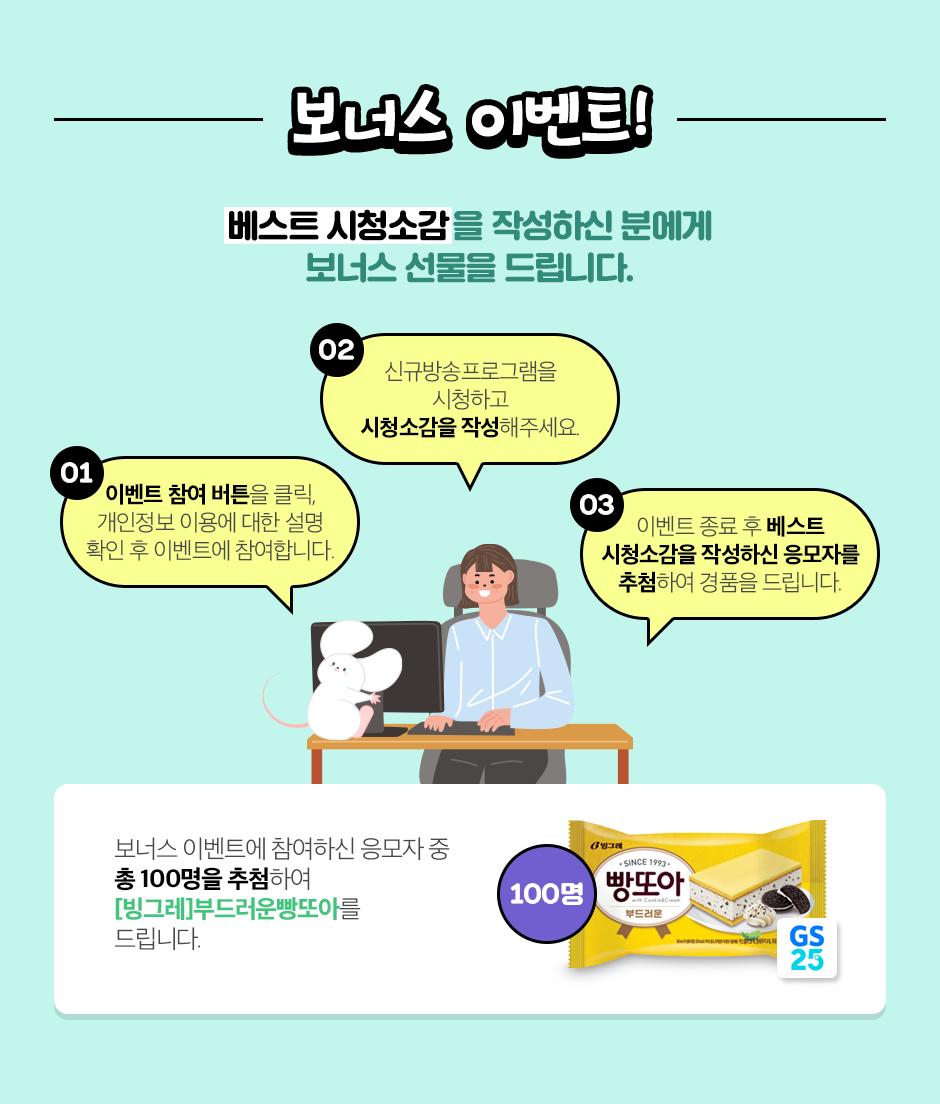 보너스 이벤트!
베스트 시청소감을 작성하신 분에게
보너스 선물을 드립니다.
01
이벤트 참여 버튼을 클릭,
개인정보 이용에 대한 설명
확인 후 이벤트에 참여합니다.
02
신규방송프로그램을
시청하고
시청소감을 작성해주세요.
03
이벤트 종료 후 베스트
시청소감을 작성하신 응모자를
추첨하여 경품을 드립니다.
보너스 이벤트에 참여하신 응모자 중
총 100명을 추첨하여
[빙그레]부드러운빵또아를
드립니다.
100명
빙그레
• SINCE 1993 •
빵또아
with Cookie&Cream
부드러운
GS
25